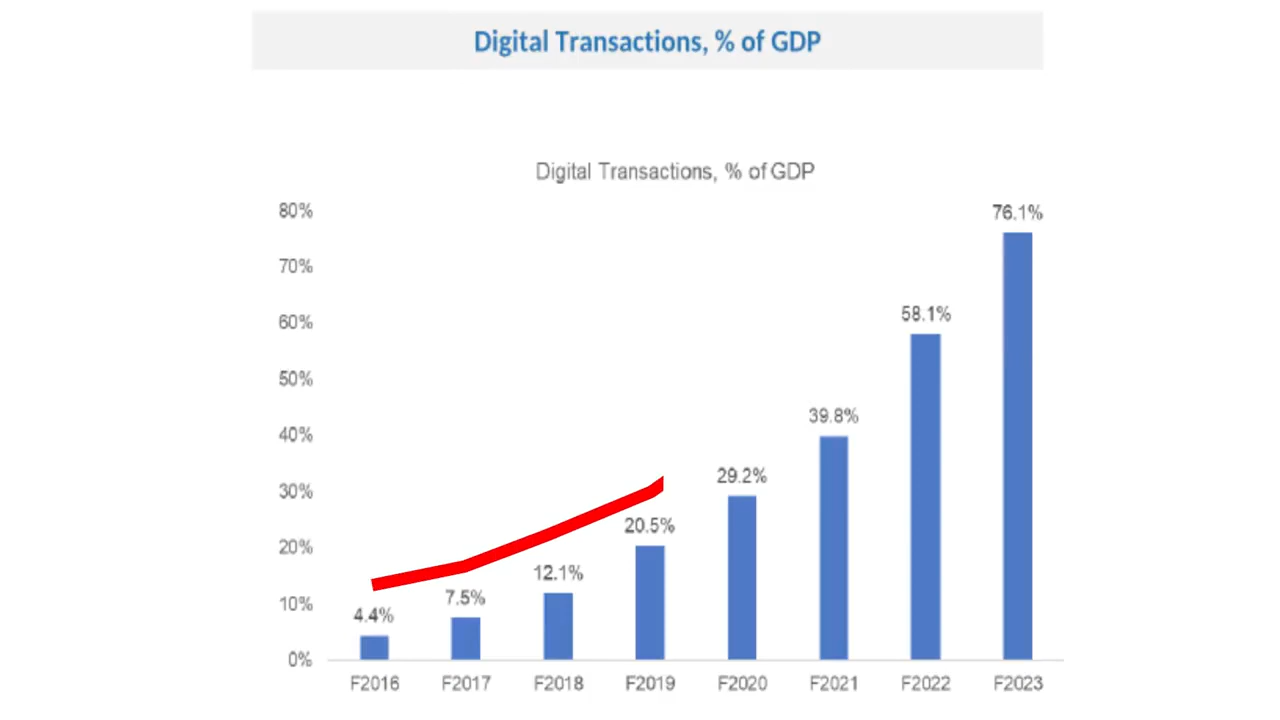 Digital Transactions, % of GDP
Digital Transactions, % of GDP
80%
70%
60%
50%
40%
30%
20%
10%
0%
4.4%
7.5%
12.1%
20.5%
29.2%
39.8%
58.1%
76.1%
F2016
F2017
F2018
F2019
F2020
F2021
F2022
F2023